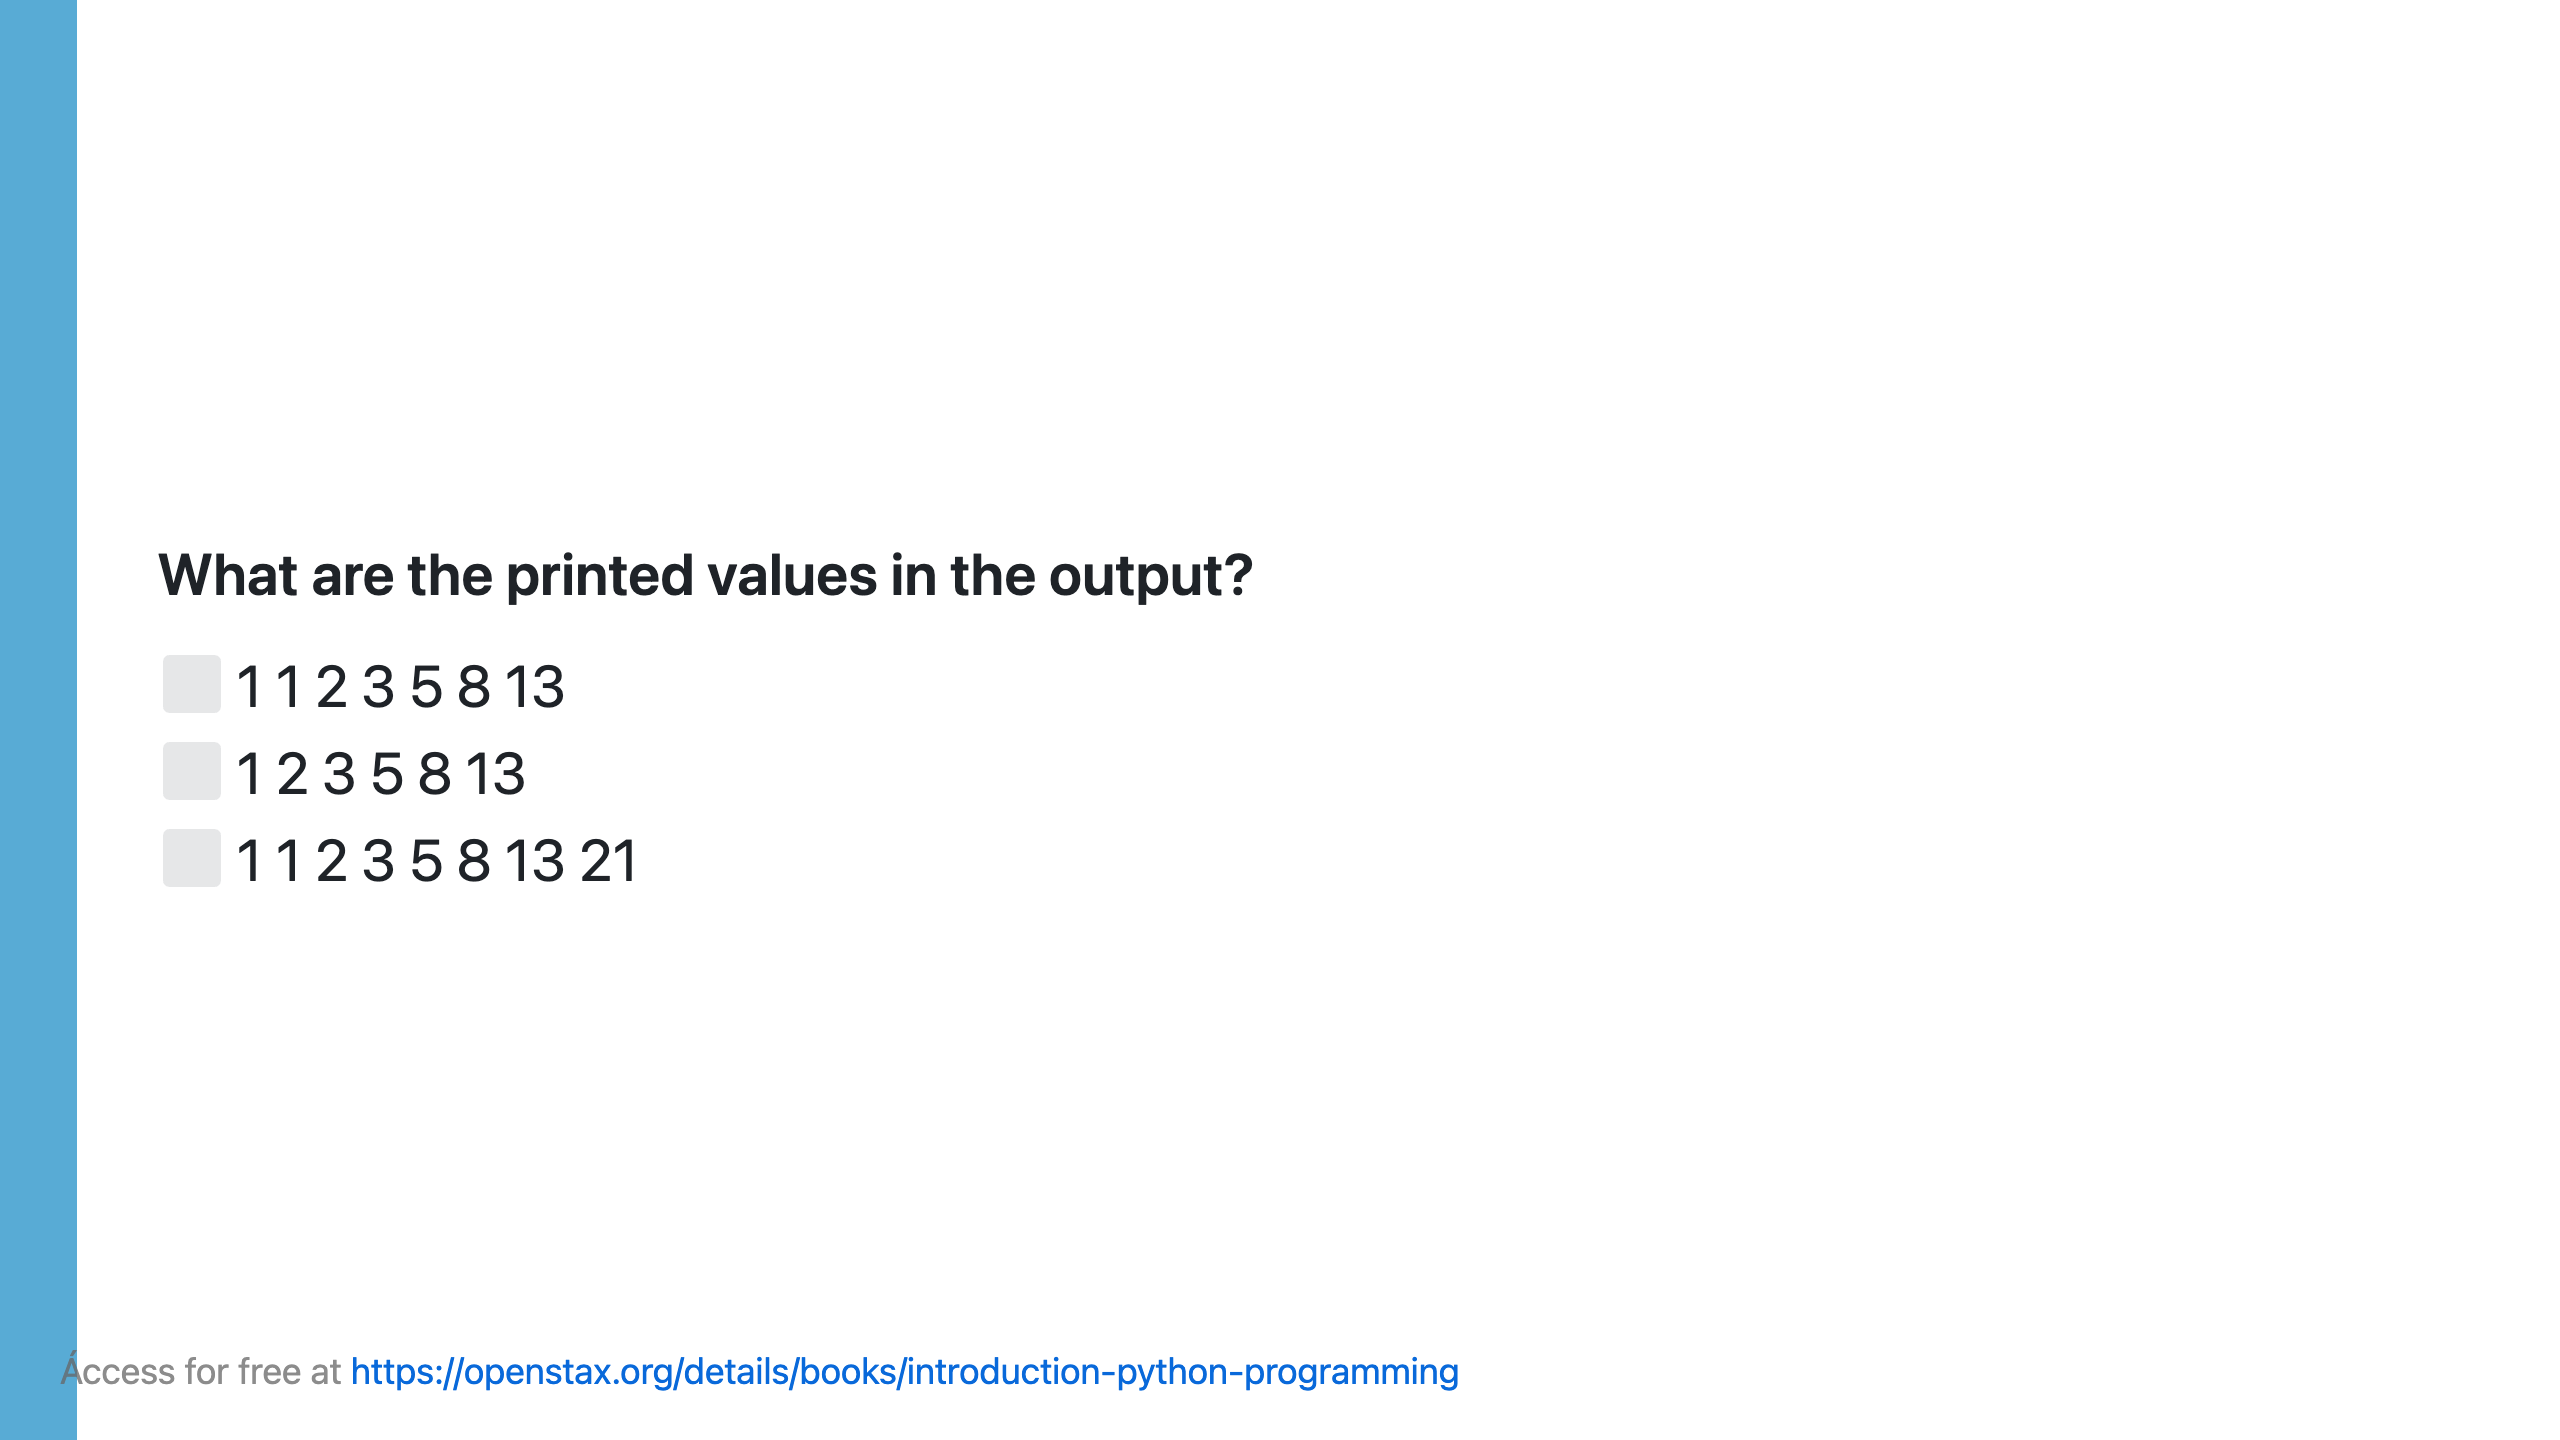 What are the printed values in the output?
1 1 2 3 5 8 13
1 2 3 5 8 13
1 1 2 3 5 8 13 21
Áccess for free at https://openstax.org/details/books/introduction-python-programming